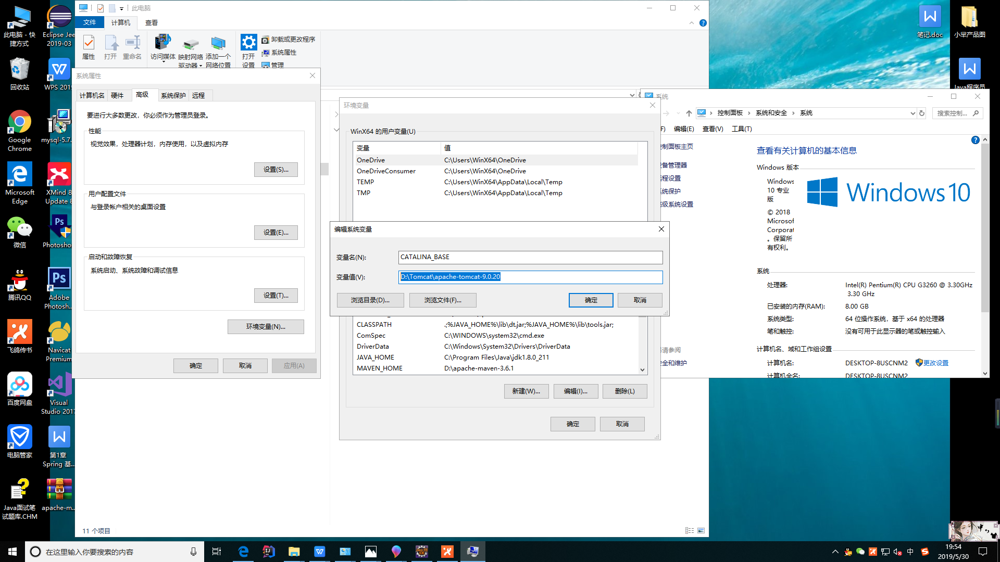 此电脑
文件
计算机
查看
属性
打开
重命名
访问媒体
映射网络
驱动器
添加一个
网络位置
打开
设置
卸载或更改程序
系统属性
管理
此电脑 - 快
捷方式
Eclipse Jee
2019-03
回收站
WPS 2019
Google
Chrome
mysql-5.7.
Microsoft
Edge
XMind 8
Update 8
微信
Photosho
腾讯QQ
Adobe
Photosh...
飞鸽传书
Navicat
Premium
百度网盘
Visual
Studio 2017
电脑管家
第1章
Spring 基...
Java面试笔
试题库.CHM
apache-m...
笔记.doc
小芈产品图
Java程序员
系统属性
计算机名
硬件
高级
系统保护
远程
要进行大多数更改，你必须作为管理员登录。
性能
视觉效果，处理器计划，内存使用，以及虚拟内存
设置(S)...
用户配置文件
与登录帐户相关的桌面设置
设置(E)...
启动和故障恢复
系统启动、系统故障和调试信息
设置(T)...
环境变量(N)...
确定
取消
应用(A)
环境变量
WinX64 的用户变量(U)
变量 值
OneDrive C:\Users\WinX64\OneDrive
OneDriveConsumer C:\Users\WinX64\OneDrive
TEMP C:\Users\WinX64\AppData\Local\Temp
TMP C:\Users\WinX64\AppData\Local\Temp
编辑系统变量
变量名(N): CATALINA_BASE
变量值(V): D:\Tomcat\apache-tomcat-9.0.20
浏览目录(D)...
浏览文件(F)...
确定
取消
CLASSPATH .;%JAVA_HOME%\lib\dt.jar;%JAVA_HOME%\lib\tools.jar;
ComSpec C:\WINDOWS\system32\cmd.exe
DriverData C:\Windows\System32\Drivers\DriverData
JAVA_HOME C:\Program Files\Java\jdk1.8.0_211
MAVEN_HOME D:\apache-maven-3.6.1
新建(W)...
编辑(I)...
删除(L)
确定
取消
系统
控制面板 系统和安全 系统
搜索控制...
F) 编辑(E) 查看(V) 工具(T)
控制面板主页
设备管理器
远程设置
系统保护
高级系统设置
另请参阅
安全和维护
查看有关计算机的基本信息
Windows 版本
Windows
10 专业
版
© 2018
Microsof
Corporat
。保留所
有权利。
Windows 10
系统
处理器: Intel(R) Pentium(R) CPU G3260 @ 3.30GHz
3.30 GHz
已安装的内存(RAM): 8.00 GB
系统类型: 64 位操作系统，基于 x64 的处理器
笔和触控: 没有可用于此显示器的笔或触控输入
计算机名、域和工作组设置
计算机名: DESKTOP-8USCNM2
更改设置
计算机全名: DESKTOP-8USCNM2
11 个项目
在这里输入你要搜索的内容
中
中
19:54
2019/5/30